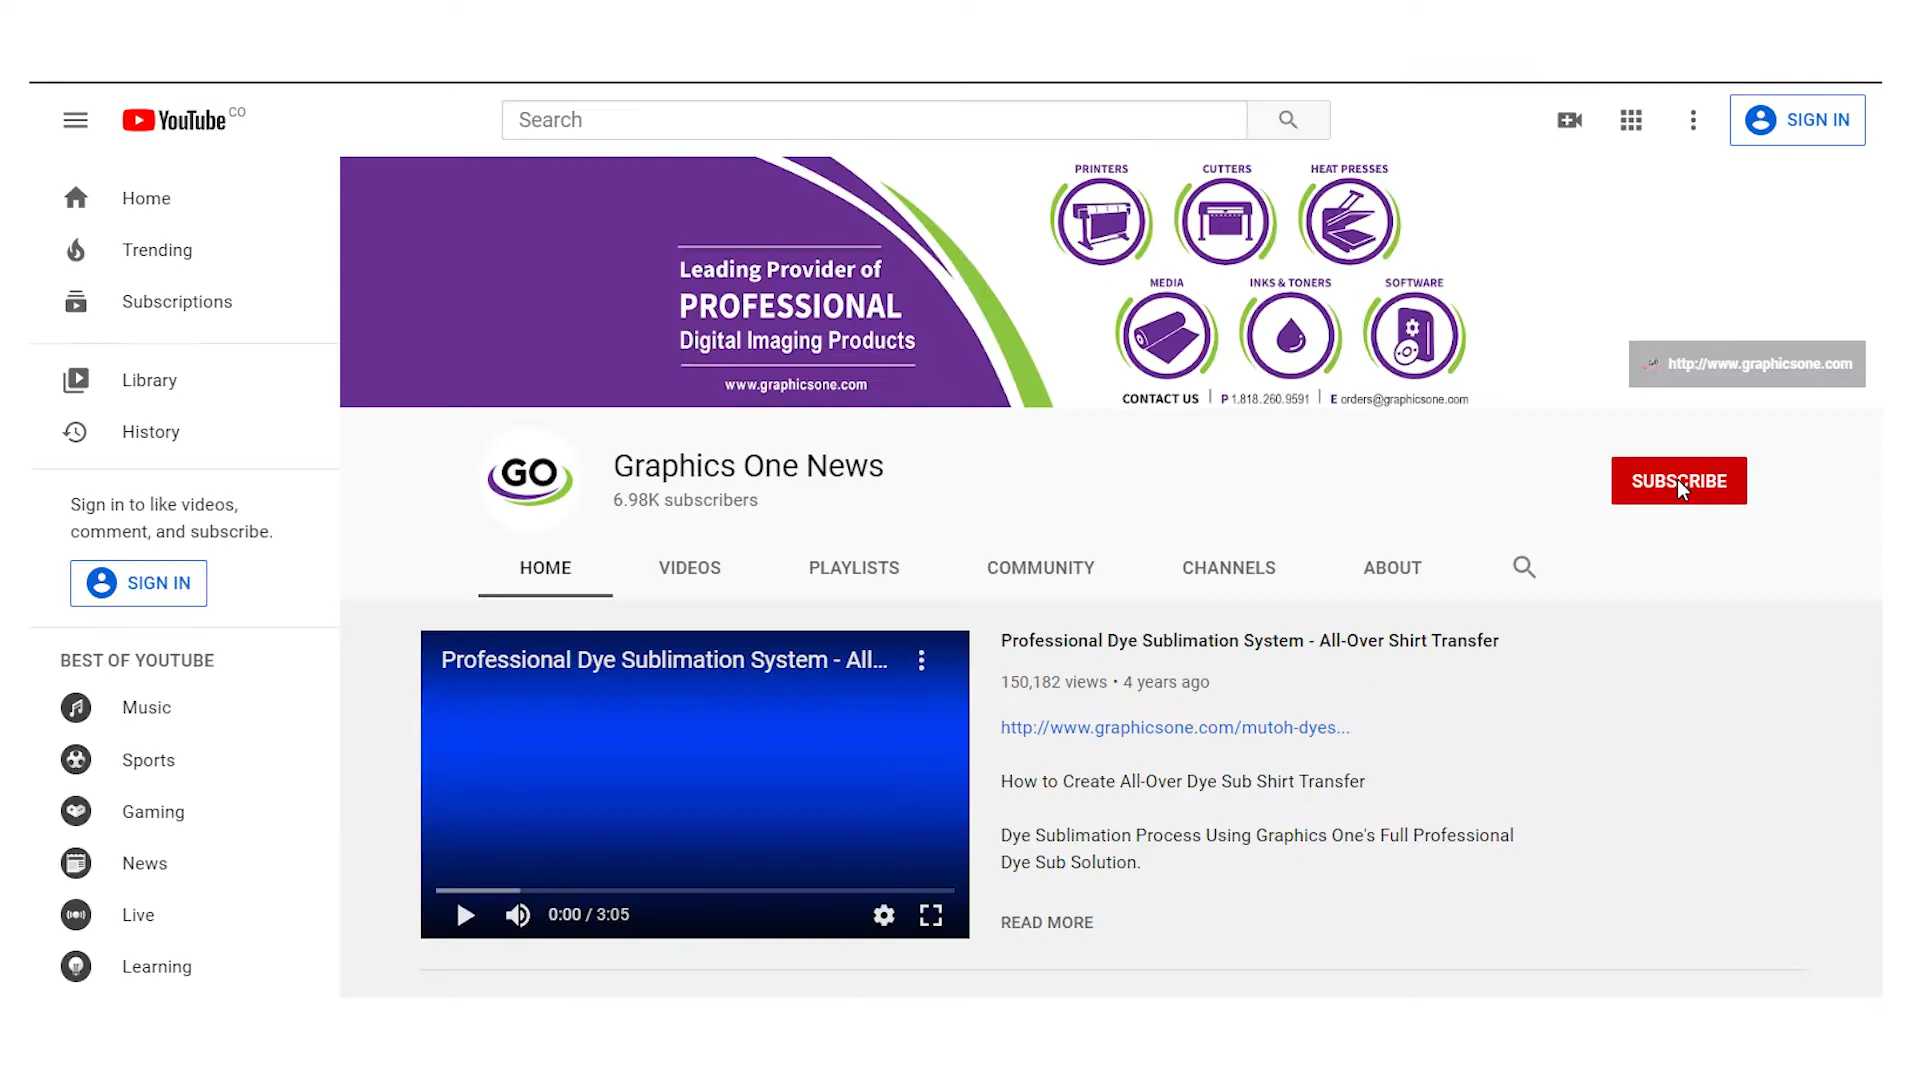 YouTube CO
Search
SIGN IN
Home
Trending
Subscriptions
Library
History
Sign in to like videos,
comment, and subscribe.
SIGN IN
BEST OF YOUTUBE
Music
Sports
Gaming
News
Live
Learning
Leading Provider of
PROFESSIONAL
Digital Imaging Products
www.graphicsone.com
PRINTERS
CUTTERS
HEAT PRESSES
MEDIA
INKS & TONERS
SOFTWARE
CONTACT US | P 1.818.260.9591 | E orders@graphicsone.com
http://www.graphicsone.com
GO
Graphics One News
6.98K subscribers
SUBSCRIBE
HOME
VIDEOS
PLAYLISTS
COMMUNITY
CHANNELS
ABOUT
Professional Dye Sublimation System - All...
0:00 / 3:05
Professional Dye Sublimation System - All-Over Shirt Transfer
150,182 views • 4 years ago
http://www.graphicsone.com/mutoh-dyes...
How to Create All-Over Dye Sub Shirt Transfer
Dye Sublimation Process Using Graphics One's Full Professional
Dye Sub Solution.
READ MORE